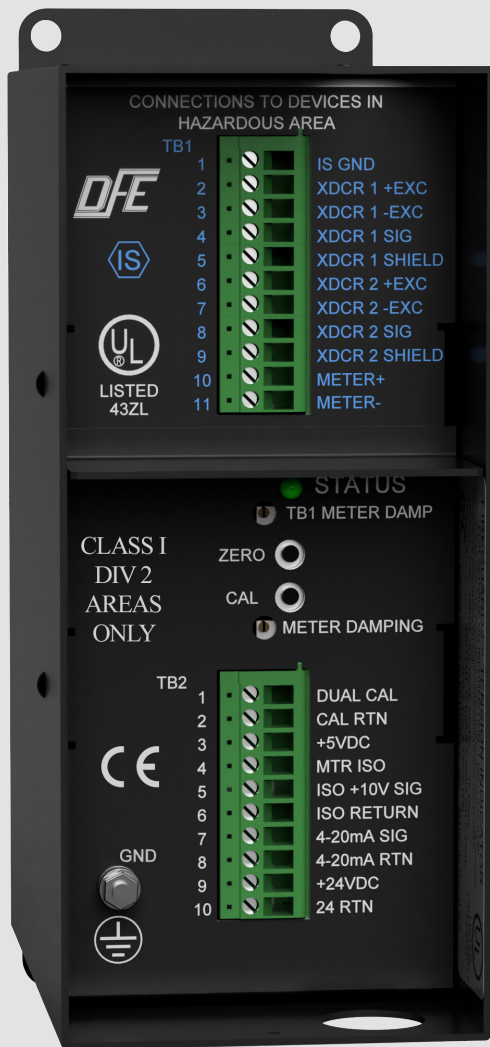 CONNECTIONS TO DEVICES IN
HAZARDOUS AREA
TB1
DFE
IS
UL
®
LISTED
43ZL
1 IS GND
2 XDCR 1 +EXC
3 XDCR 1 -EXC
4 XDCR 1 SIG
5 XDCR 1 SHIELD
6 XDCR 2 +EXC
7 XDCR 2 -EXC
8 XDCR 2 SIG
9 XDCR 2 SHIELD
10 METER+
11 METER-
STATUS
TB1 METER DAMP
ZERO
CAL
METER DAMPING
CLASS I
DIV 2
AREAS
ONLY
TB2
1 DUAL CAL
2 CAL RTN
3 +5VDC
4 MTR ISO
5 ISO +10V SIG
6 ISO RETURN
7 4-20mA SIG
8 4-20mA RTN
9 +24VDC
10 24 RTN
CE
GND